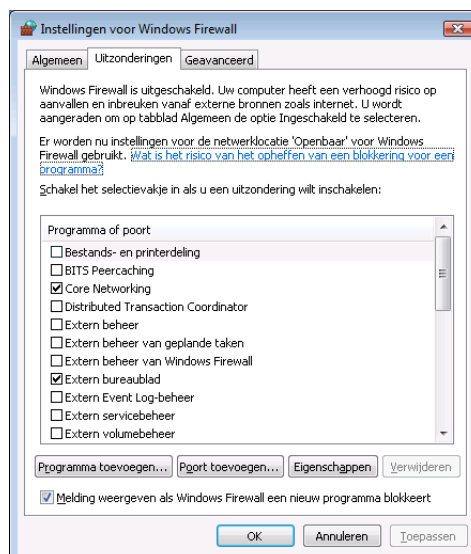 Instellingen voor Windows Firewall
Algemeen Uitzonderingen Geavanceerd
Windows Firewall is uitgeschakeld. Uw computer heeft een verhoogd risico op
aanvallen en inbreuken vanaf externe bronnen zoals internet. U wordt
aangeraden om op tabblad Algemeen de optie Ingeschakeld te selecteren.
Er worden nu instellingen voor de netwerklocatie 'Openbaar' voor Windows
Firewall gebruikt. Wat is het risico van het opheffen van een blokkering voor een
programma?
Schakel het selectievakje in als u een uitzondering wilt inschakelen:
Programma of poort
Bestands- en printerdeling
BITS Peercaching
Core Networking
Distributed Transaction Coordinator
Extern beheer
Extern beheer van geplande taken
Extern beheer van Windows Firewall
Extern bureaublad
Extern Event Log-beheer
Extern servicebeheer
Extern volumebeheer
Programma toevoegen... Poort toevoegen... Eigenschappen Verwijderen
Melding weergeven als Windows Firewall een nieuw programma blokkeert
OK Annuleren Toepassen